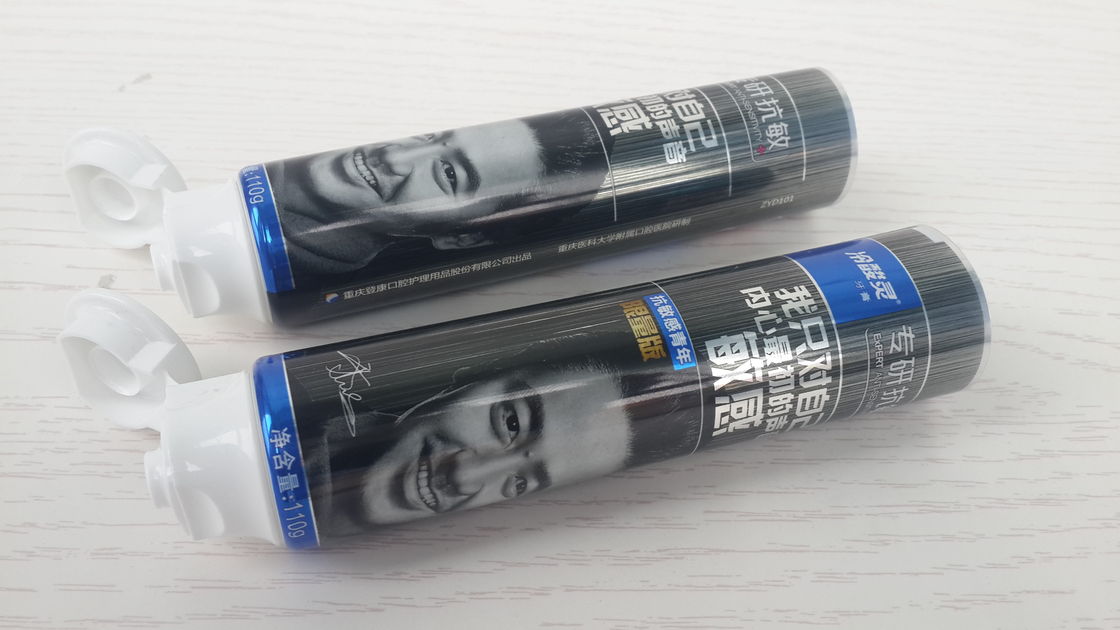 研抗敏
对自己
切的声音
敏感
:110g
ZYD101
重庆医科大学附属口腔医院研制
重庆登康口腔护理用品股份有限公司出品
冷酸灵®
牙膏
专研抗
EXPERT
我只对自己
内心最初的声
敏感
抗敏感青年
限量版
净含量:110g